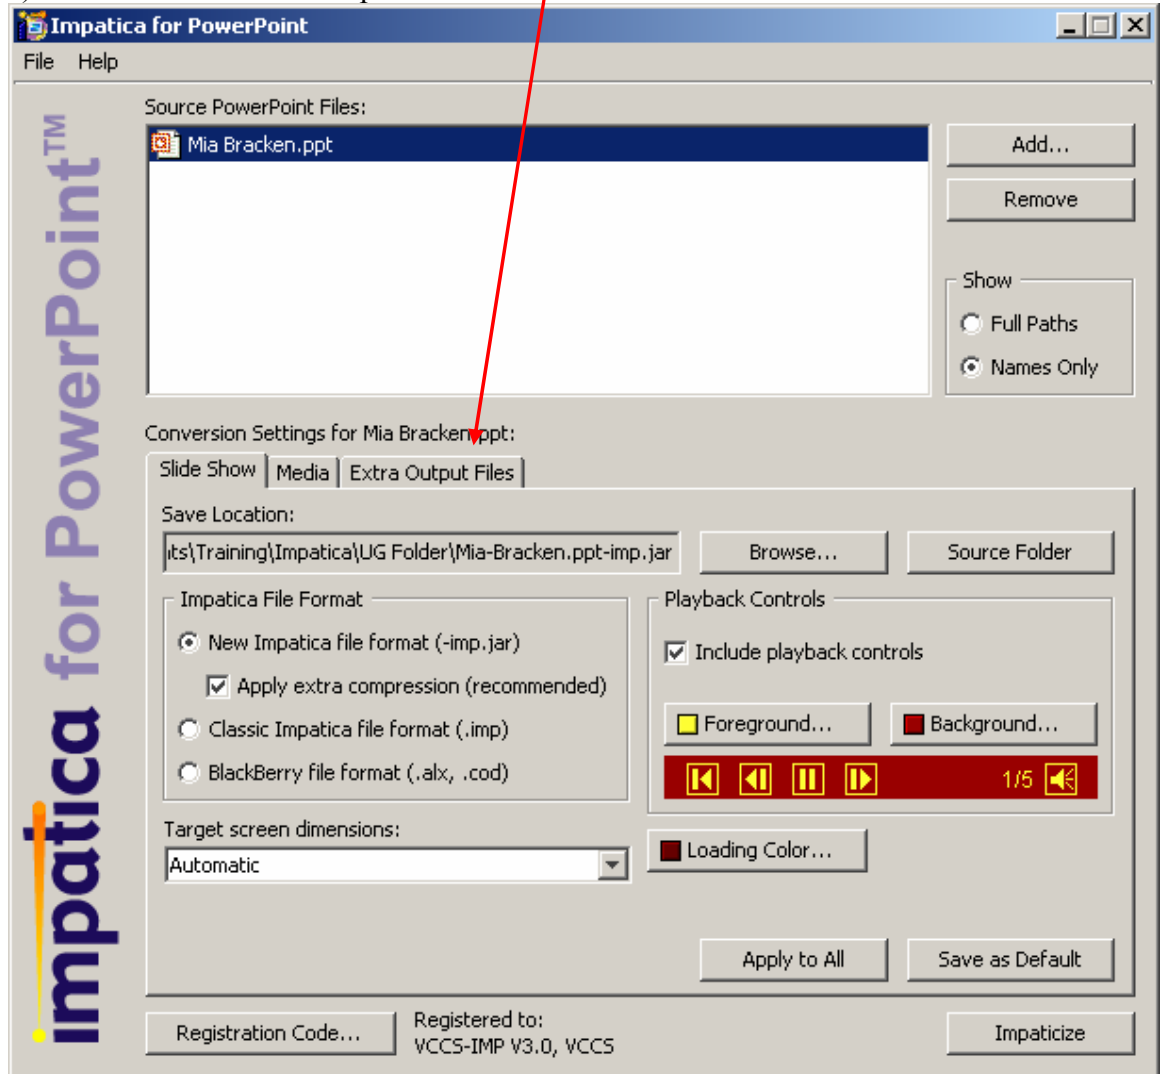 Impatica for PowerPoint
File Help
impatica for PowerPoint™
Source PowerPoint Files:
Mia Bracken.ppt
Add...
Remove
Show
Full Paths
Names Only
Conversion Settings for Mia Bracken.ppt:
Slide Show Media Extra Output Files
Save Location:
its\Training\Impatica\UG Folder\Mia-Bracken.ppt-imp.jar Browse... Source Folder
Impatica File Format
New Impatica file format (-imp.jar)
Apply extra compression (recommended)
Classic Impatica file format (.imp)
BlackBerry file format (.alx, .cod)
Playback Controls
Include playback controls
Foreground... Background...
1/5
Target screen dimensions:
Automatic
Loading Color...
Apply to All Save as Default
Registration Code...
Registered to:
VCCS-IMP V3.0, VCCS
Impaticize